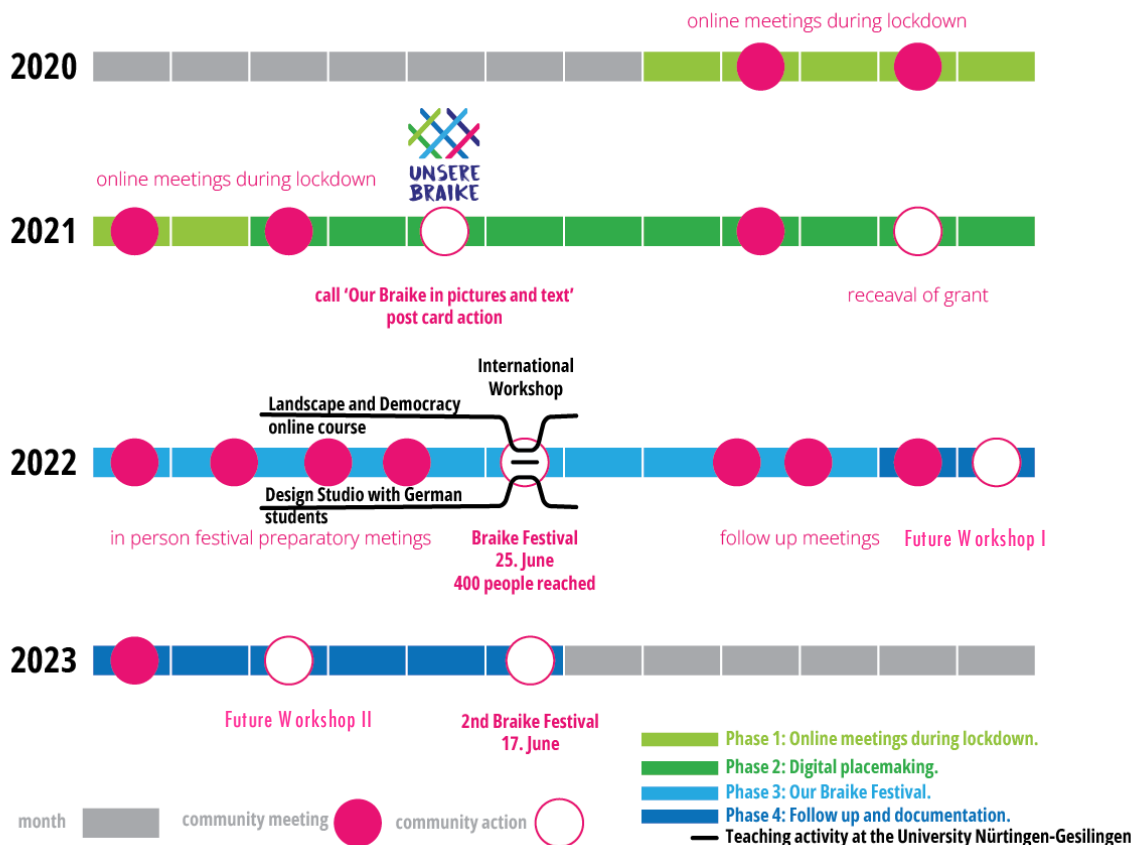 online meetings during lockdown
2020
UNSERE
BRAIKE
online meetings during lockdown
2021
call ‘Our Braike in pictures and text’
post card action
receaval of grant
International
Workshop
Landscape and Democracy
online course
2022
Design Studio with German
students
in person festival preparatory metings
Braike Festival
25. June
400 people reached
follow up meetings
Future Workshop I
2023
Future Workshop II
2nd Braike Festival
17. June
Phase 1: Online meetings during lockdown.
Phase 2: Digital placemaking.
Phase 3: Our Braike Festival.
Phase 4: Follow up and documentation.
month
community meeting
community action
Teaching activity at the University Nürtingen-Gesilingen